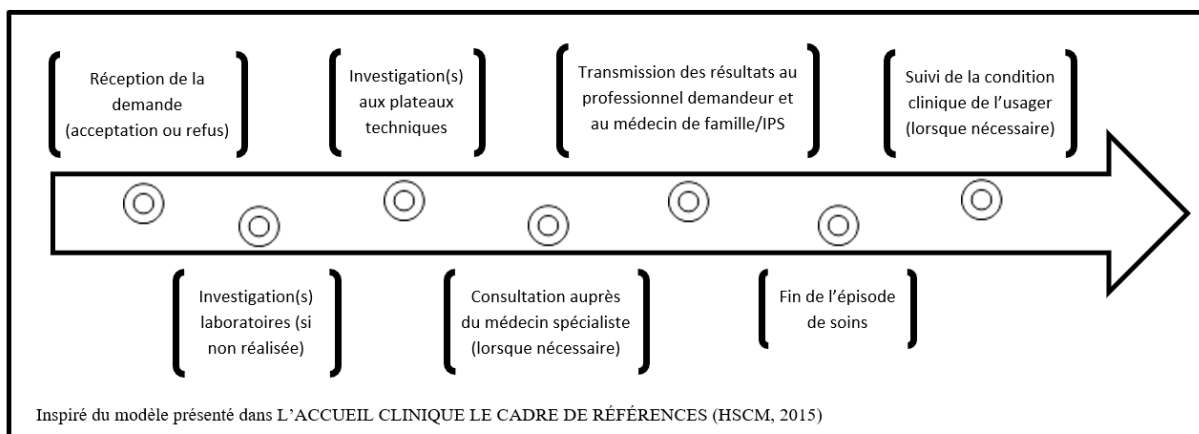 Réception de la
demande
(acceptation ou refus)
Investigation(s)
aux plateaux
techniques
Transmission des résultats au
professionnel demandeur et
au médecin de famille/IPS
Suivi de la condition
clinique de l’usager
(lorsque nécessaire)
Investigation(s)
laboratoires (si
non réalisée)
Consultation auprès
du médecin spécialiste
(lorsque nécessaire)
Fin de l’épisode
de soins
Inspiré du modèle présenté dans L’ACCUEIL CLINIQUE LE CADRE DE RÉFÉRENCES (HSCM, 2015)